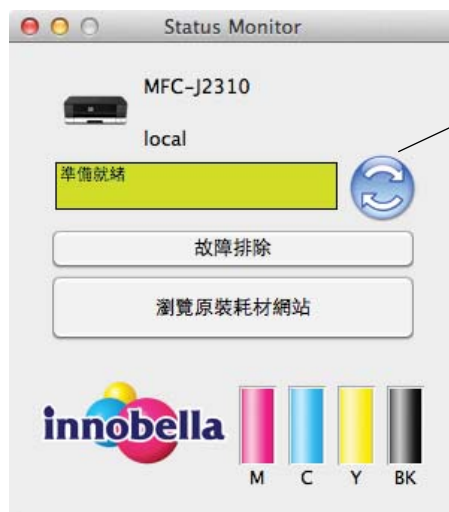 Status Monitor
MFC-J2310
local
準備就緒
故障排除
瀏覽原裝耗材網站
innobella
M C Y BK